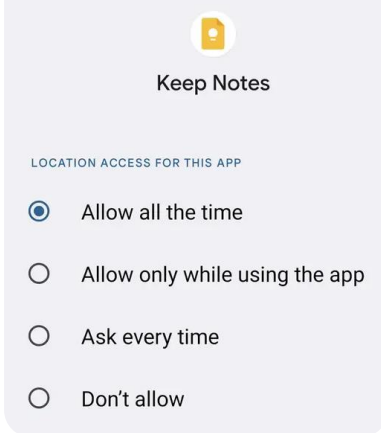 Keep Notes
LOCATION ACCESS FOR THIS APP
Allow all the time
Allow only while using the app
Ask every time
Don’t allow